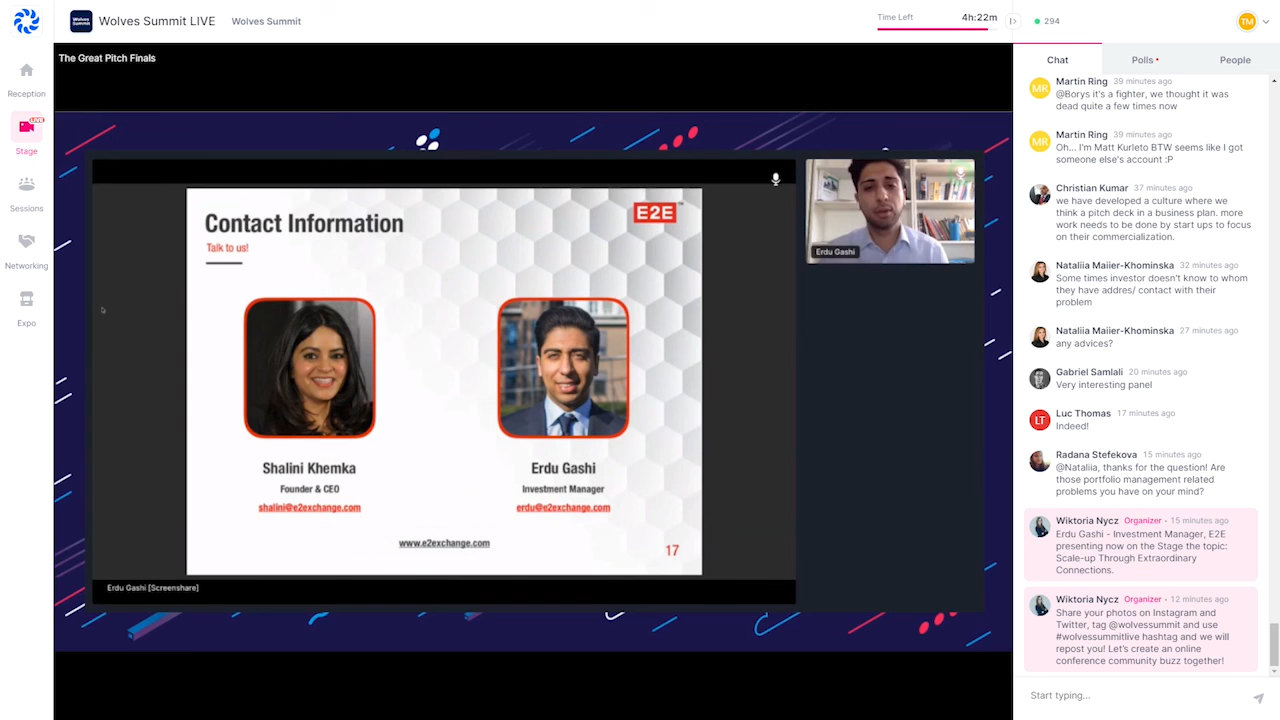 Wolves Summit
Wolves Summit LIVE
Wolves Summit
Time Left
4h:22m
294
TM
Reception
LIVE
Stage
Sessions
Networking
Expo
The Great Pitch Finals
Contact Information
Talk to us!
E2E™
Shalini Khemka
Founder & CEO
shalini@e2exchange.com
Erdu Gashi
Investment Manager
erdu@e2exchange.com
www.e2exchange.com
17
Erdu Gashi [Screenshare]
Erdu Gashi
Chat
Polls
People
MR
Martin Ring 39 minutes ago
@Borys it's a fighter, we thought it was
dead quite a few times now
MR
Martin Ring 39 minutes ago
Oh... I'm Matt Kurleto BTW seems like I got
someone else's account :P
Christian Kumar 37 minutes ago
we have developed a culture where we
think a pitch deck in a business plan. more
work needs to be done by start ups to focus
on their commercialization.
Nataliia Maiier-Khominska 32 minutes ago
Some times investor doesn't know to whom
they have addres/ contact with their
problem
Nataliia Maiier-Khominska 27 minutes ago
any advices?
Gabriel Samlali 20 minutes ago
Very interesting panel
LT
Luc Thomas 17 minutes ago
Indeed!
Radana Stefekova 15 minutes ago
@Nataliia, thanks for the question! Are
those portfolio management related
problems you have on your mind?
Wiktoria Nycz Organizer • 15 minutes ago
Erdu Gashi - Investment Manager, E2E
presenting now on the Stage the topic:
Scale-up Through Extraordinary
Connections.
Wiktoria Nycz Organizer • 12 minutes ago
Share your photos on Instagram and
Twitter, tag @wolvessummit and use
#wolvessummitlive hashtag and we will
repost you! Let's create an online
conference community buzz together!
Start typing...